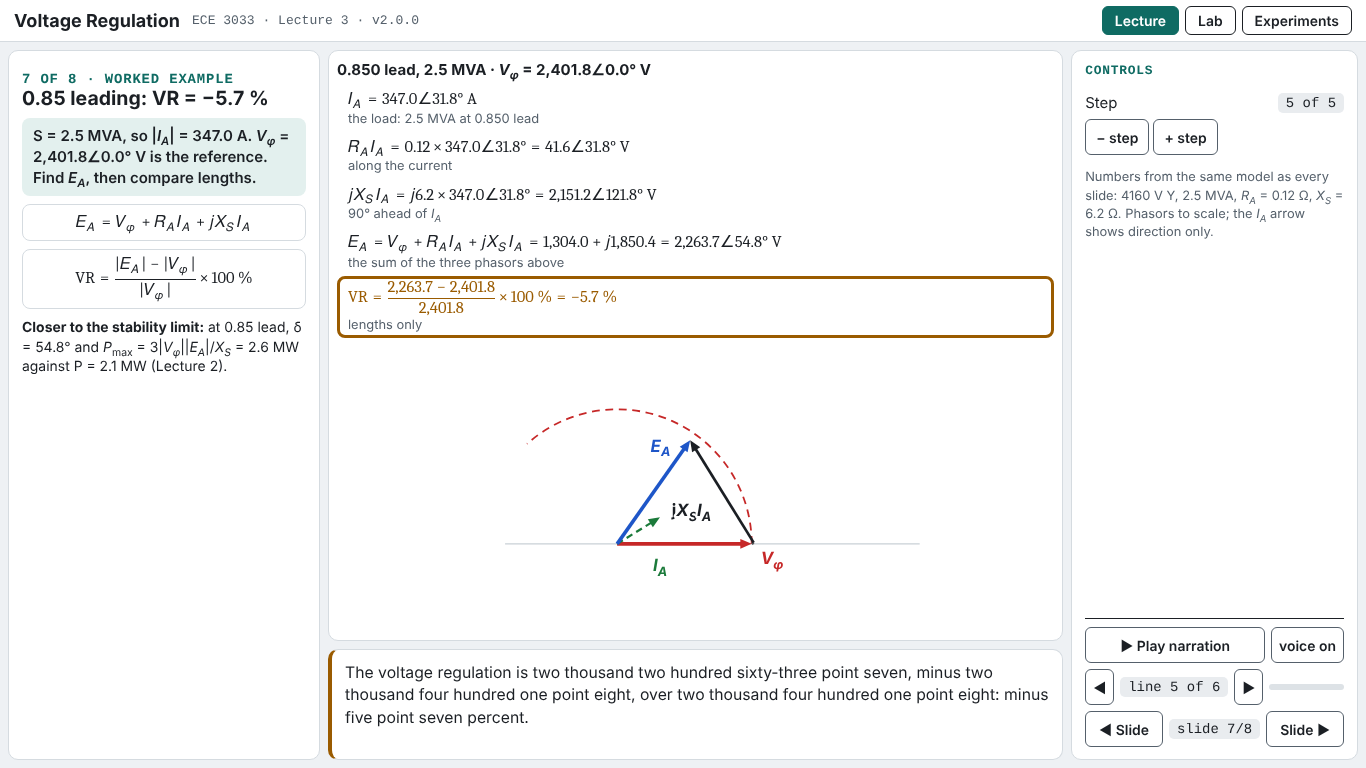 Voltage Regulation ECE 3033 · Lecture 3 · v2.0.0
Lecture Lab Experiments
7 OF 8 · WORKED EXAMPLE
0.85 leading: VR = −5.7 %
S = 2.5 MVA, so |I_A| = 347.0 A. V_φ =
2,401.8∠0.0° V is the reference.
Find E_A, then compare lengths.
E_A = V_φ + R_A I_A + jX_S I_A
VR = (|E_A| − |V_φ|) / |V_φ| × 100 %
Closer to the stability limit: at 0.85 lead, δ
= 54.8° and P_max = 3|V_φ||E_A|/X_S = 2.6 MW
against P = 2.1 MW (Lecture 2).
0.850 lead, 2.5 MVA · V_φ = 2,401.8∠0.0° V
I_A = 347.0∠31.8° A
the load: 2.5 MVA at 0.850 lead
R_A I_A = 0.12 × 347.0∠31.8° = 41.6∠31.8° V
along the current
jX_S I_A = j6.2 × 347.0∠31.8° = 2,151.2∠121.8° V
90° ahead of I_A
E_A = V_φ + R_A I_A + jX_S I_A = 1,304.0 + j1,850.4 = 2,263.7∠54.8° V
the sum of the three phasors above
VR = (2,263.7 − 2,401.8) / 2,401.8 × 100 % = −5.7 %
lengths only
E_A
jX_S I_A
I_A
V_φ
The voltage regulation is two thousand two hundred sixty-three point seven, minus two
thousand four hundred one point eight, over two thousand four hundred one point eight: minus
five point seven percent.
CONTROLS
Step 5 of 5
− step + step
Numbers from the same model as every
slide: 4160 V Y, 2.5 MVA, R_A = 0.12 Ω, X_S =
6.2 Ω. Phasors to scale; the I_A arrow
shows direction only.
▶ Play narration voice on
◀ line 5 of 6 ▶
◀ Slide slide 7/8 Slide ▶